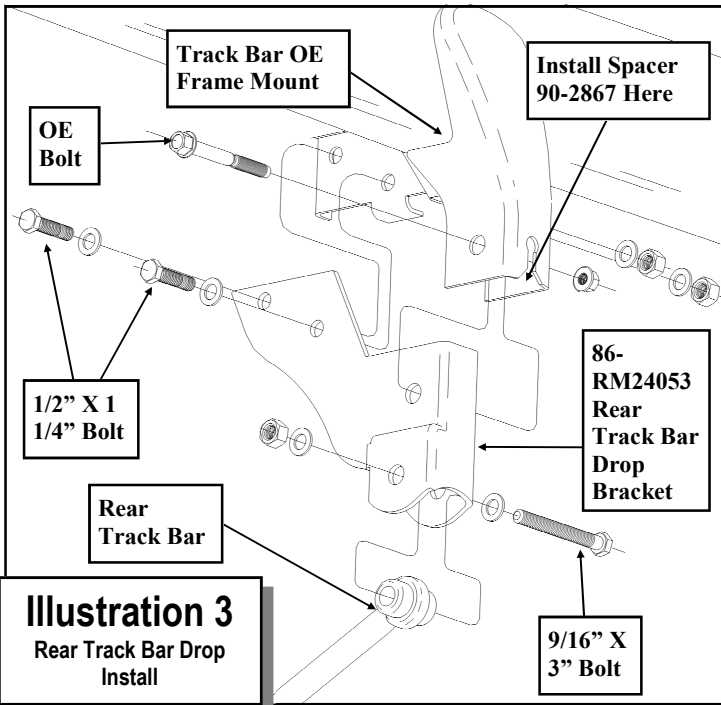 Track Bar OE
Frame Mount
Install Spacer
90-2867 Here
OE
Bolt
1/2” X 1
1/4” Bolt
86-
RM24053
Rear
Track Bar
Drop
Bracket
Rear
Track Bar
9/16” X
3” Bolt
Illustration 3
Rear Track Bar Drop
Install